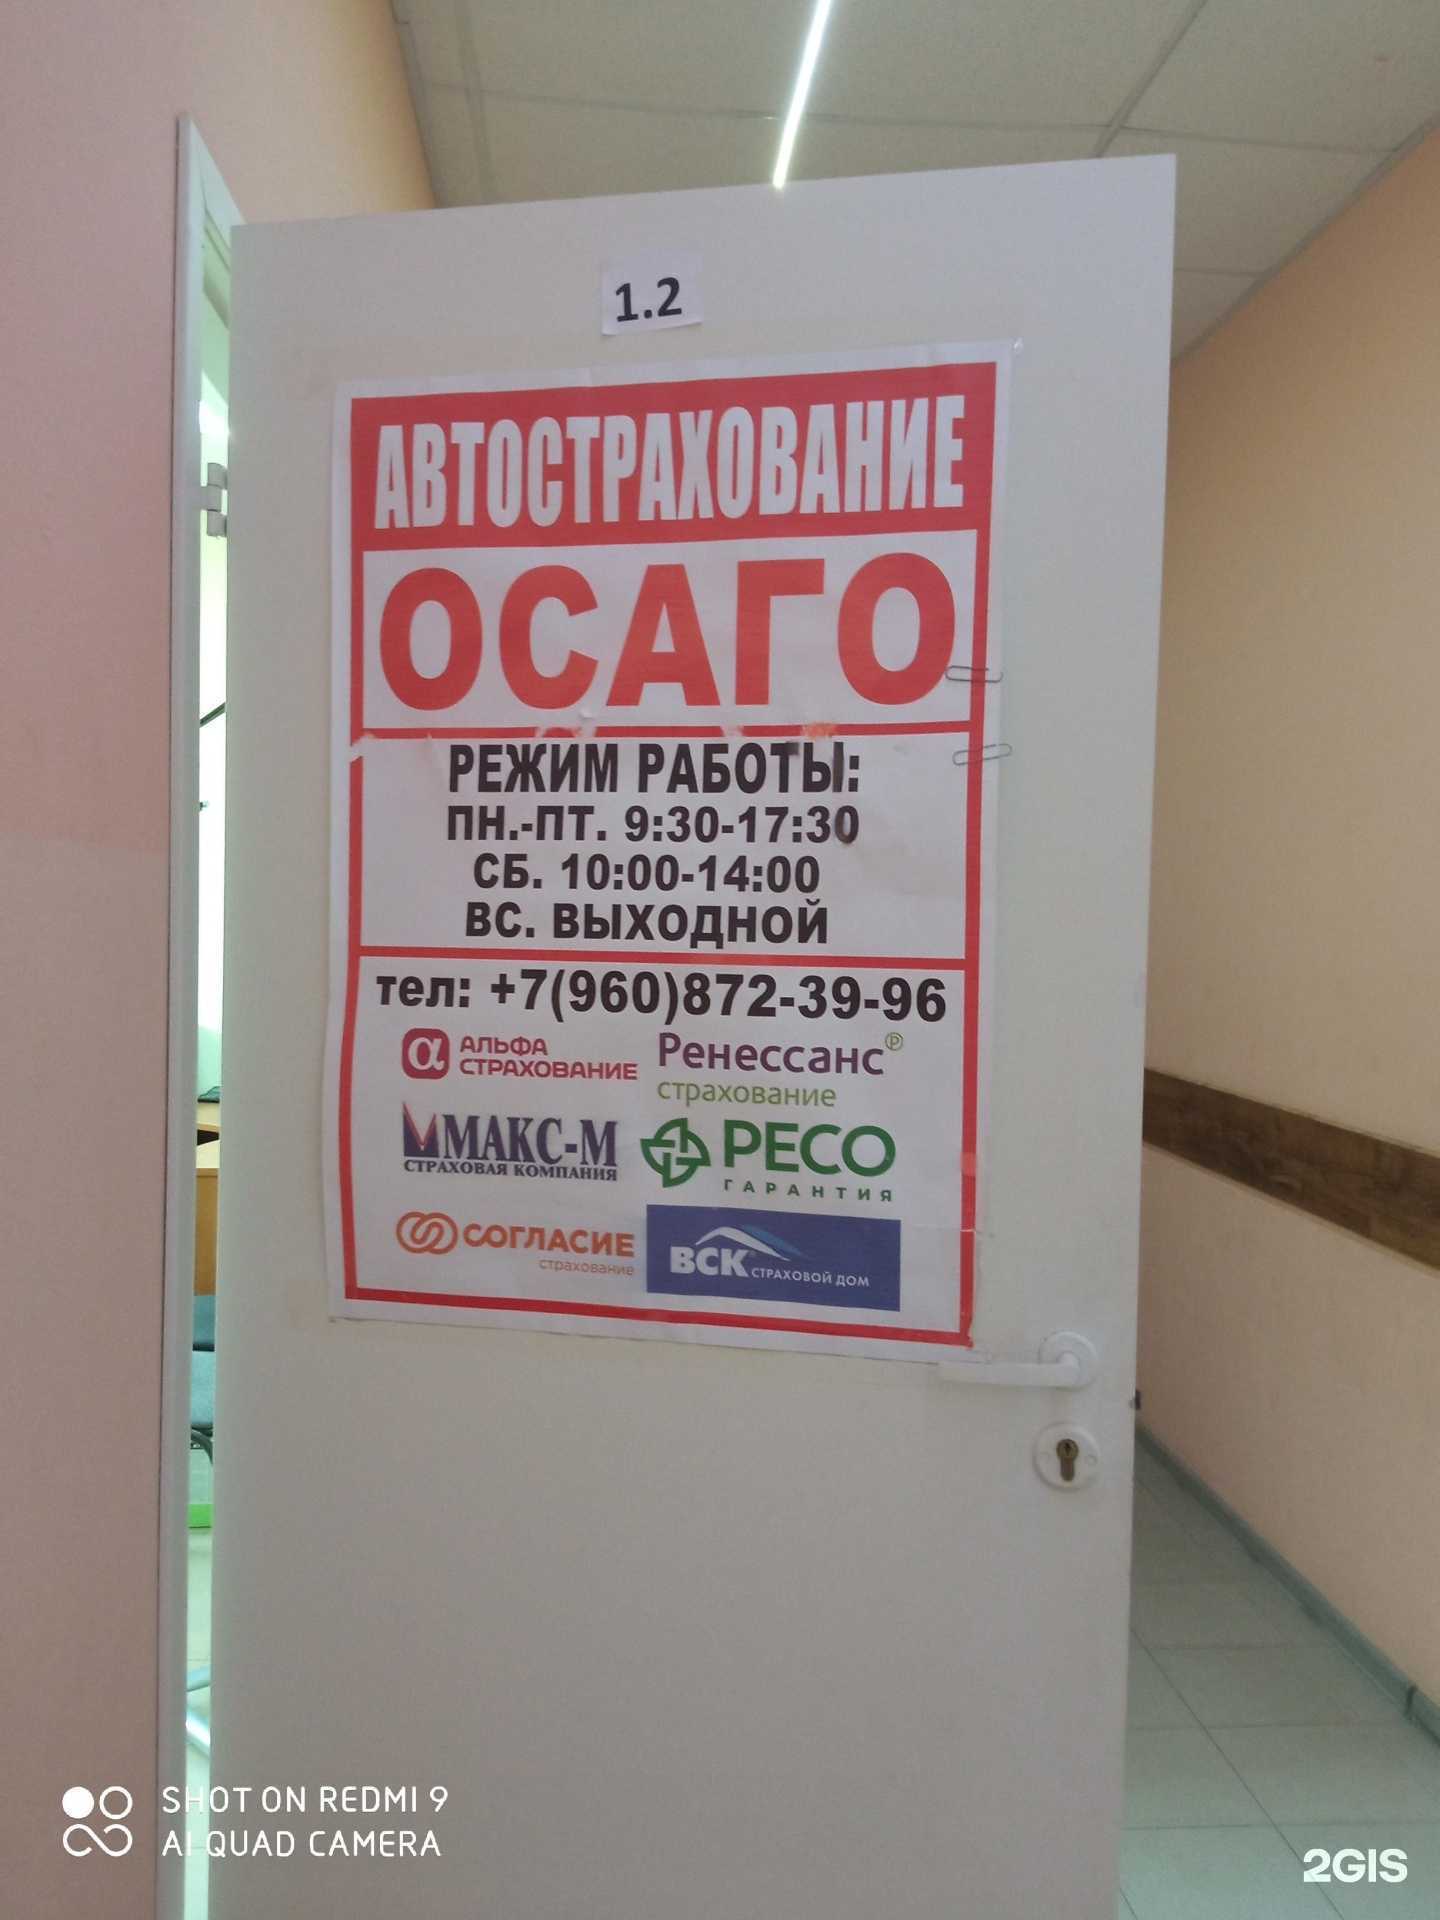 1.2
АВТОСТРАХОВАНИЕ
ОСАГО
РЕЖИМ РАБОТЫ:
ПН.-ПТ. 9:30-17:30
СБ. 10:00-14:00
ВС. ВЫХОДНОЙ
тел: +7(960)872-39-96
α АЛЬФА
СТРАХОВАНИЕ
Ренессанс Р
страхование
МАКС-М
СТРАХОВАЯ КОМПАНИЯ
РЕСО
ГАРАНТИЯ
СОГЛАСИЕ
страхование
ВСК® СТРАХОВОЙ ДОМ
SHOT ON REDMI 9
AI QUAD CAMERA
2GIS